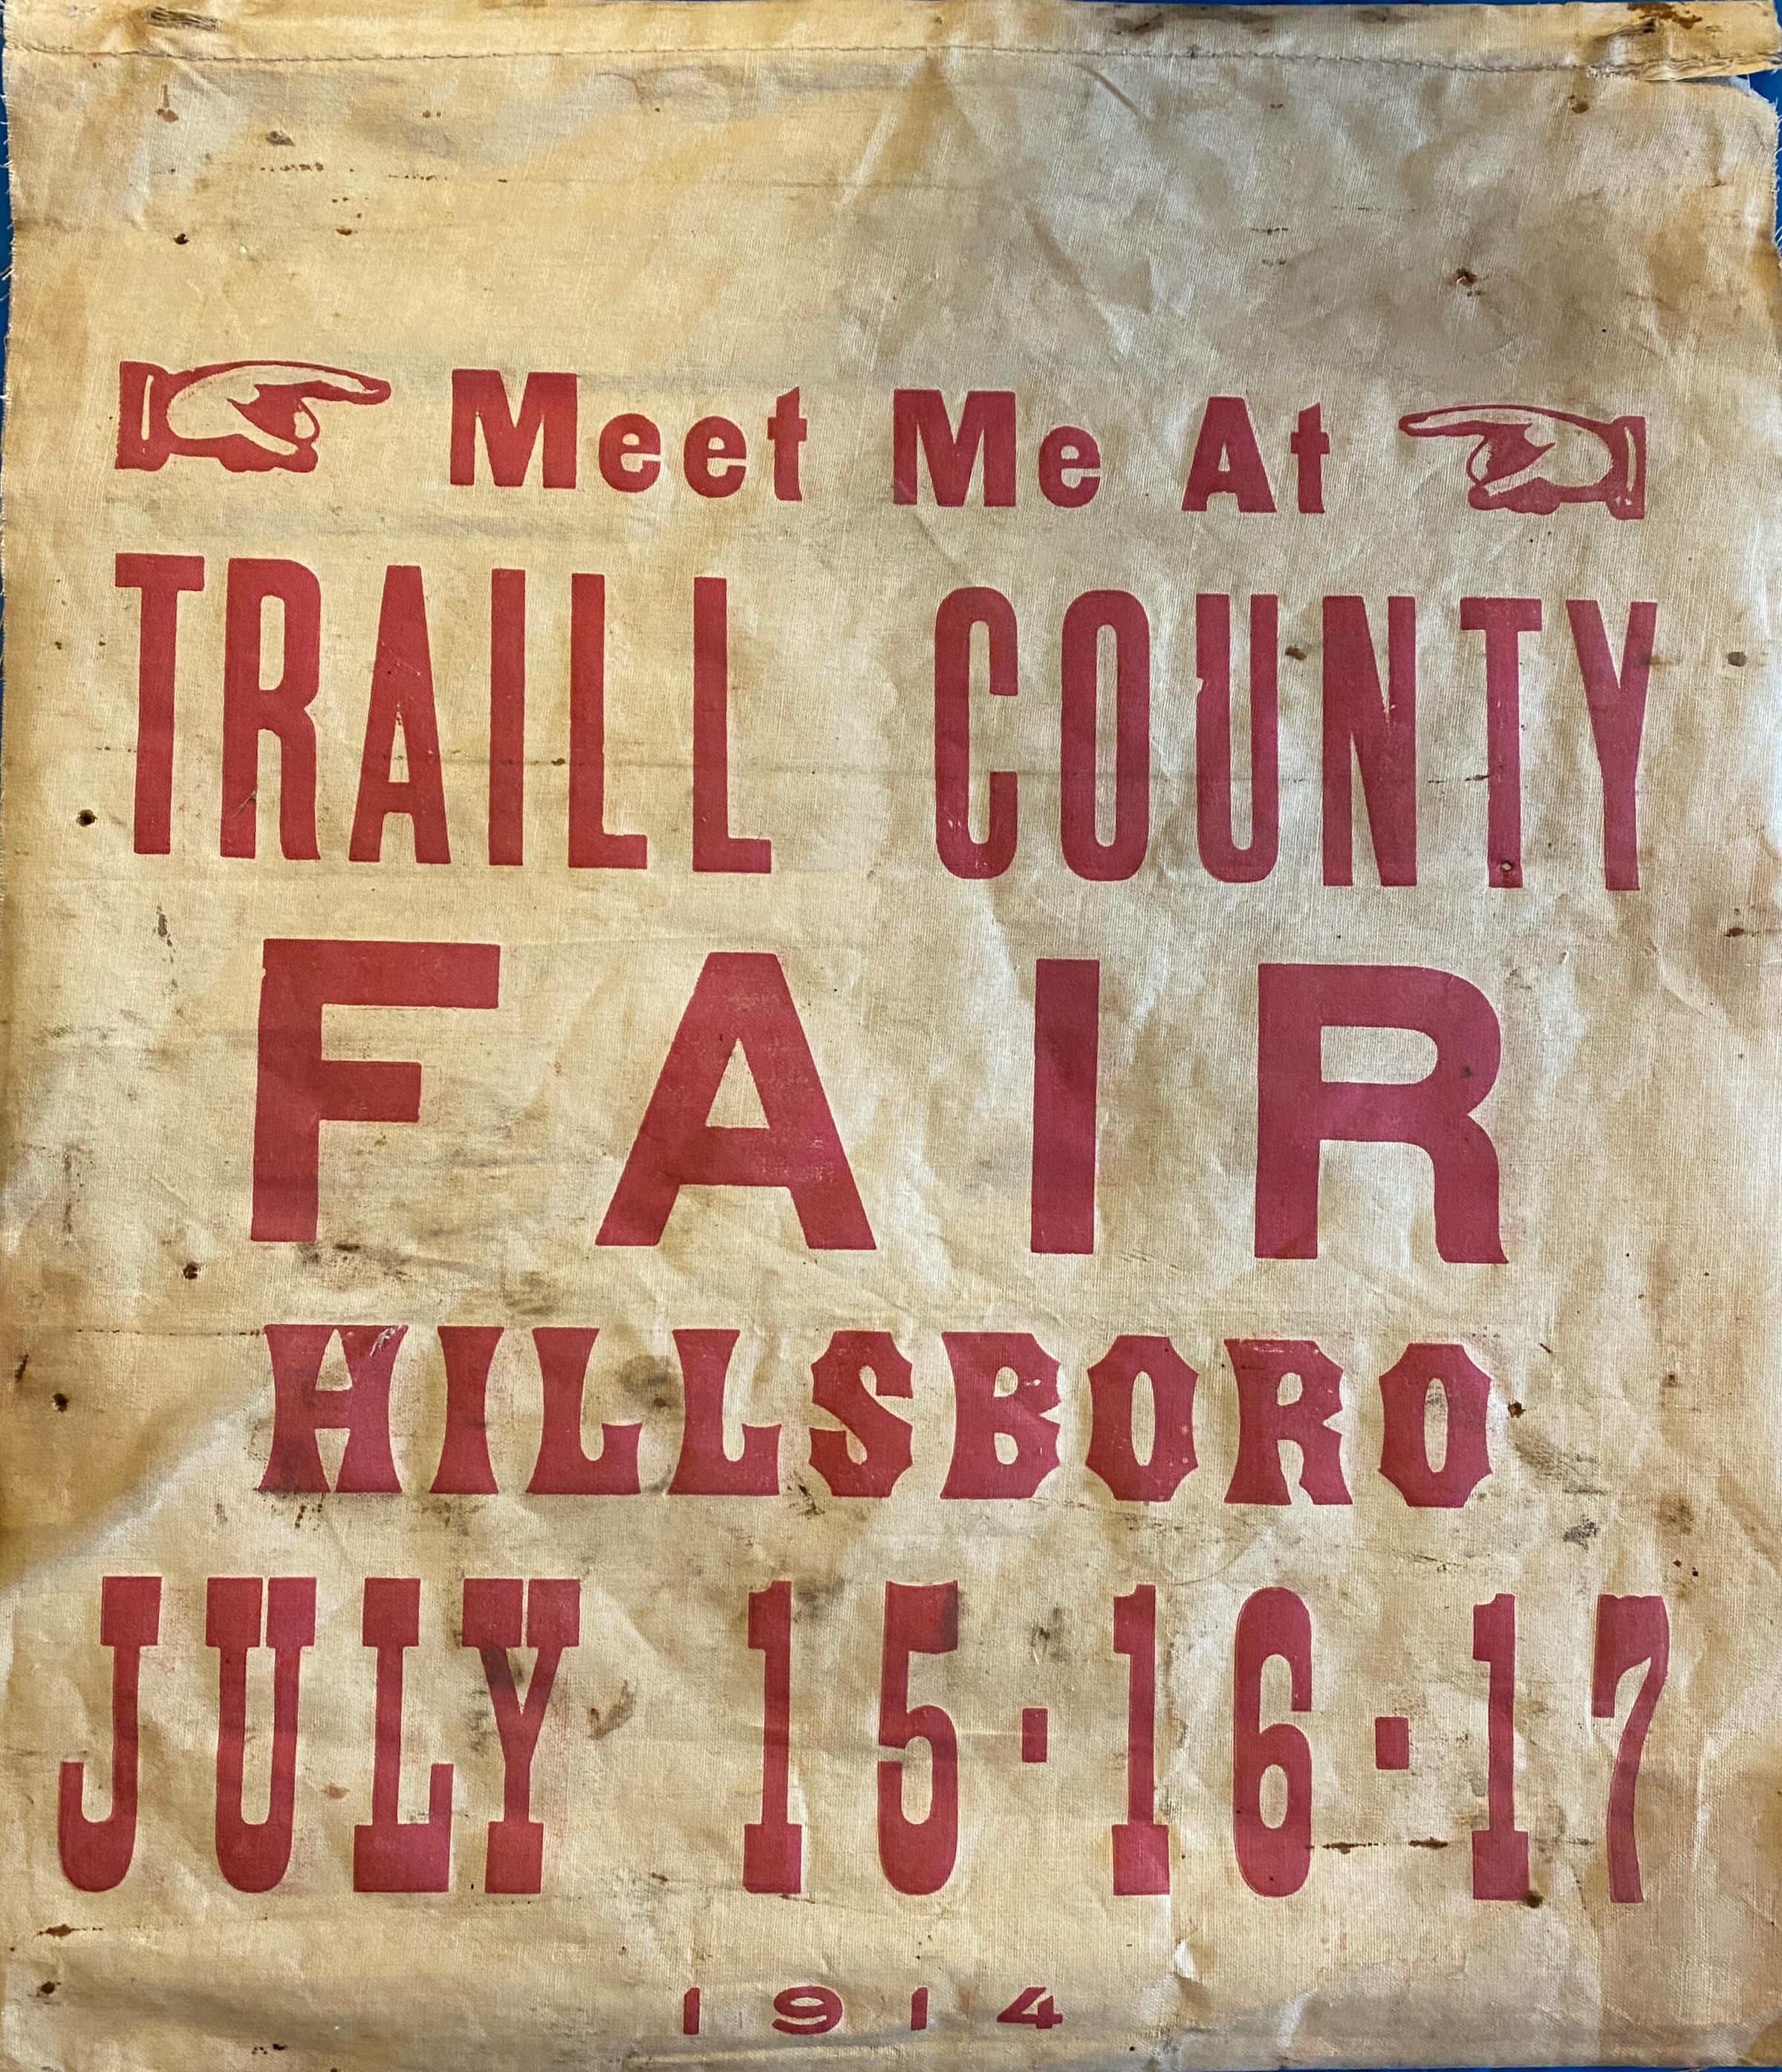 Meet Me At
TRAILL COUNTY
FAIR
HILLSBORO
JULY 15·16·17
1914